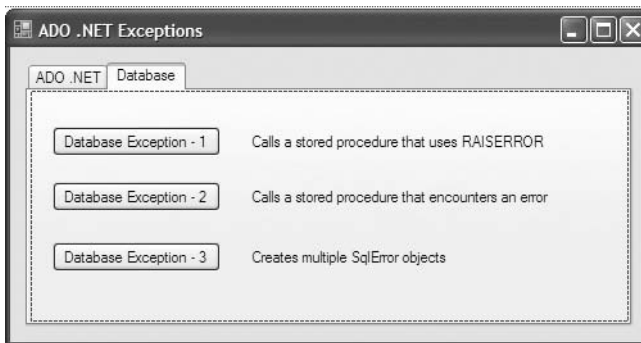 ADO .NET Exceptions
ADO .NET Database
Database Exception - 1 Calls a stored procedure that uses RAISERROR
Database Exception - 2 Calls a stored procedure that encounters an error
Database Exception - 3 Creates multiple SqlError objects